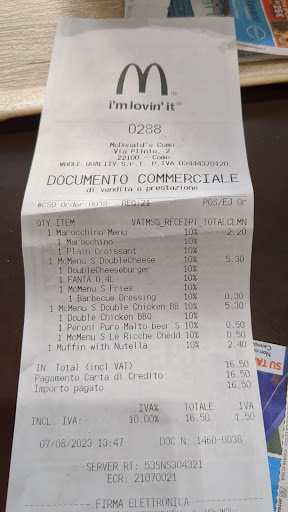 i'm lovin' it®
0288
McDonald's Como
Via Plinio, 2
22100 - Como
WHOLE QUALITY S.r.l P.IVA 03444370120
DOCUMENTO COMMERCIALE
di vendita o prestazione
#CSO Order:0038 REG:21 POS/EJ Or
QTY ITEM VATMSG_RECEIPT_TOTALCLMN
1 Marocchino Menu 10% 2.20
1 Marocchino 10%
1 Plain Croissant 10%
1 McMenu S DoubleCheese 10% 5.30
1 DoubleCheeseburger 10%
1 FANTA 0,4L 10%
1 McMenu S Fries 10%
1 Barbecue Dressing 10% 0.30
1 McMenu S Double Chicken BB 10% 5.30
1 Double Chicken BBQ 10%
1 Peroni Puro Malto beer S 10% 0.50
1 McMenu S Le Ricche Chedd 10% 0.50
1 Muffin with Nutella 10% 2.40
IN Total (incl VAT) 16.50
Pagamento Carta di Credito 16.50
Importo pagato 16.50
IVA% TOTALE IVA
INCL. IVA: 10.00% 16.50 1.50
07/08/2023 13:47 DOC N: 1460-0038
SERVER RT: 53SNS304321
ECR: 21070021
FIRMA ELETTRONICA